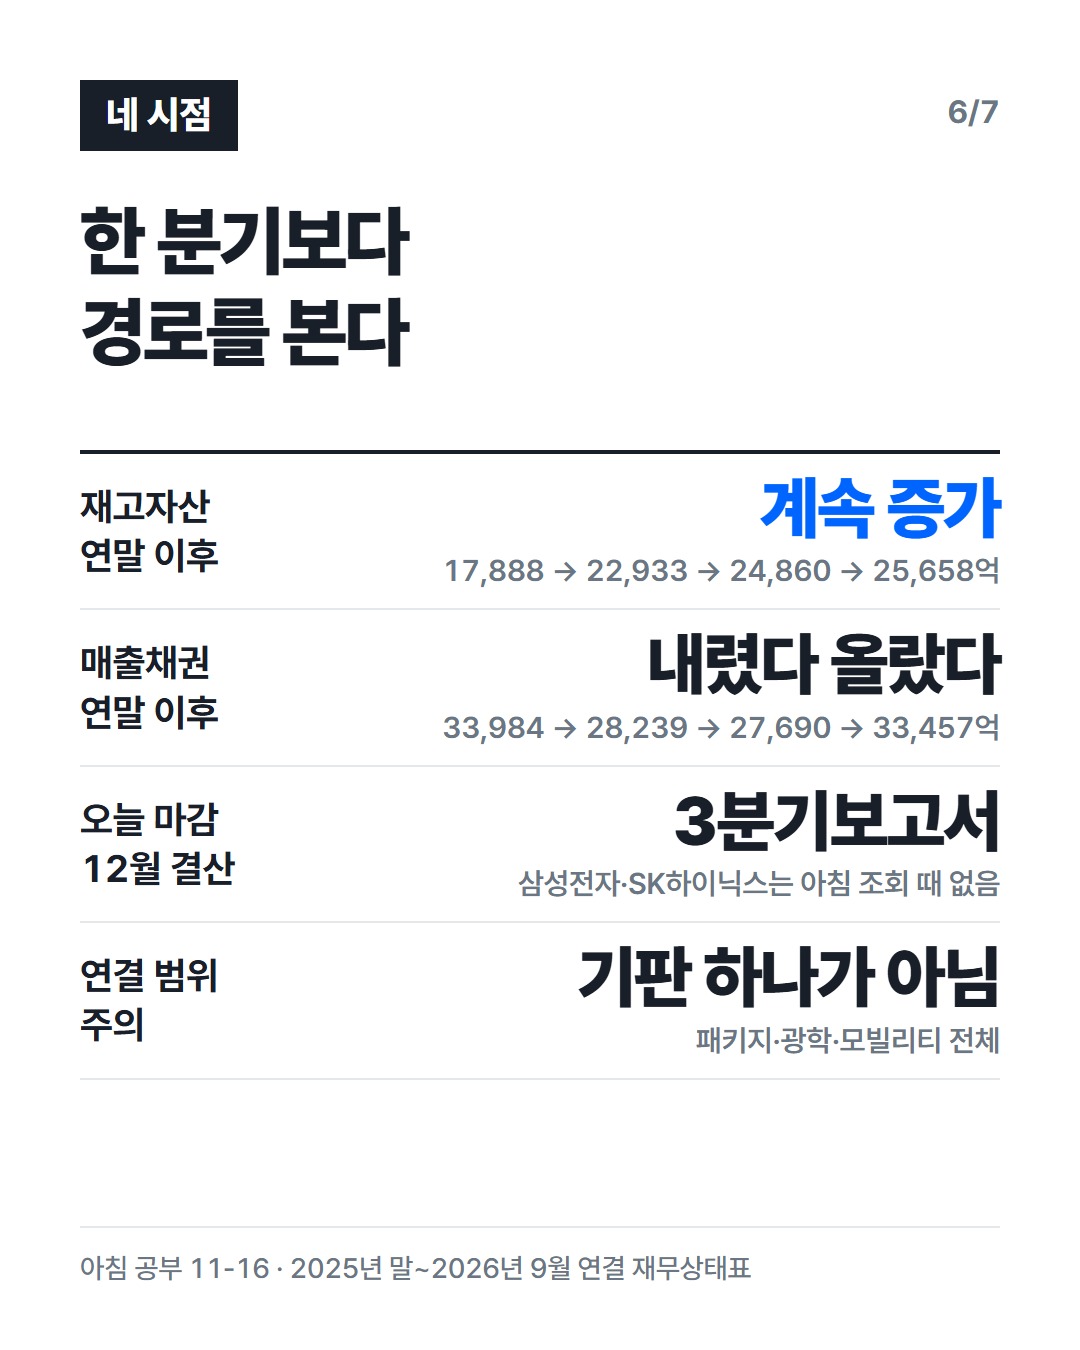 네 시점
6/7
한 분기보다
경로를 본다
재고자산
연말 이후
계속 증가
17,888 → 22,933 → 24,860 → 25,658억
매출채권
연말 이후
내렸다 올랐다
33,984 → 28,239 → 27,690 → 33,457억
오늘 마감
12월 결산
3분기보고서
삼성전자·SK하이닉스는 아침 조회 때 없음
연결 범위
주의
기판 하나가 아님
패키지·광학·모빌리티 전체
아침 공부 11-16 · 2025년 말~2026년 9월 연결 재무상태표